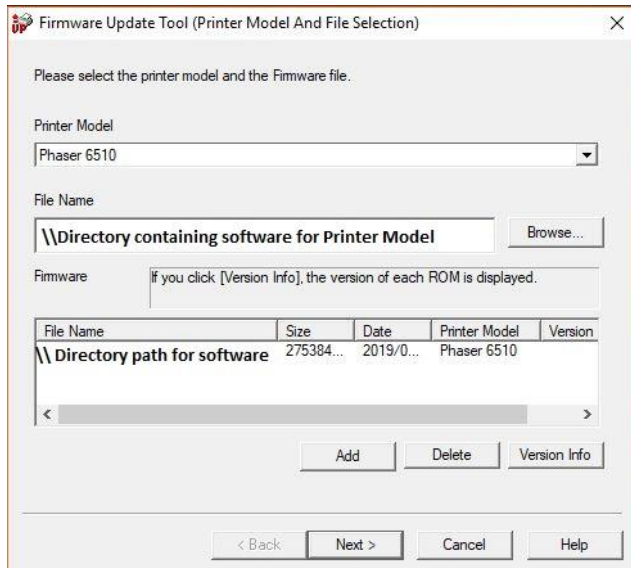 UP Firmware Update Tool (Printer Model And File Selection)
Please select the printer model and the Firmware file.
Printer Model
Phaser 6510
File Name
\\Directory containing software for Printer Model
Browse...
Firmware
If you click [Version Info], the version of each ROM is displayed.
File Name Size Date Printer Model Version
\\ Directory path for software 275384... 2019/0... Phaser 6510
Add Delete Version Info
< Back Next > Cancel Help